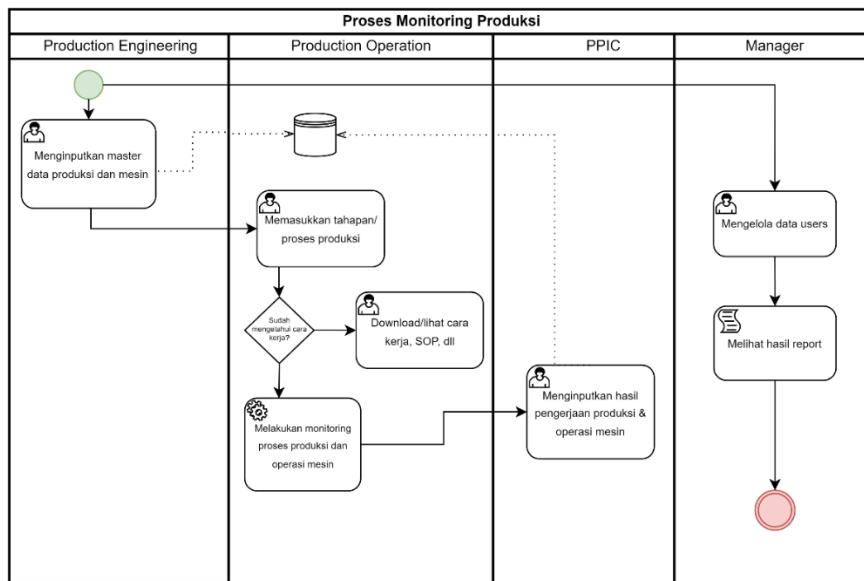 Proses Monitoring Produksi
Production Engineering
Production Operation
PPIC
Manager
Menginputkan master
data produksi dan mesin
Memasukkan tahapan/
proses produksi
Sudah
mengetahui cara
kerja?
Download/lihat cara
kerja, SOP, dll
Melakukan monitoring
proses produksi dan
operasi mesin
Menginputkan hasil
pengerjaan produksi &
operasi mesin
Mengelola data users
Melihat hasil report